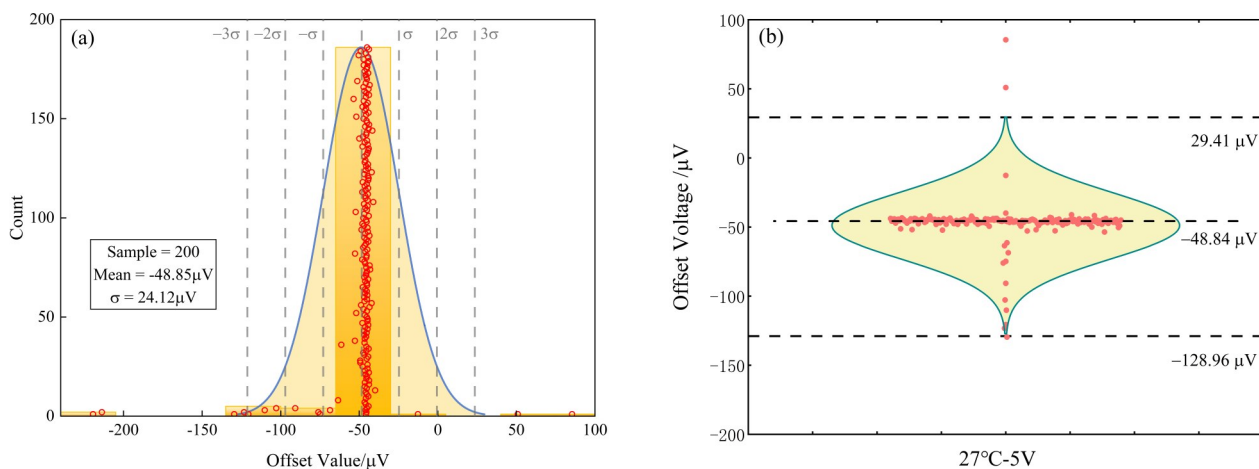 (a)
−3σ −2σ −σ σ 2σ 3σ
200
150
100
50
0
Count
Sample = 200
Mean = -48.85μV
σ = 24.12μV
-200 -150 -100 -50 0 50 100
Offset Value/μV
(b)
100
50
0
−50
−100
−150
−200
Offset Voltage /μV
29.41 μV
−48.84 μV
−128.96 μV
27℃-5V